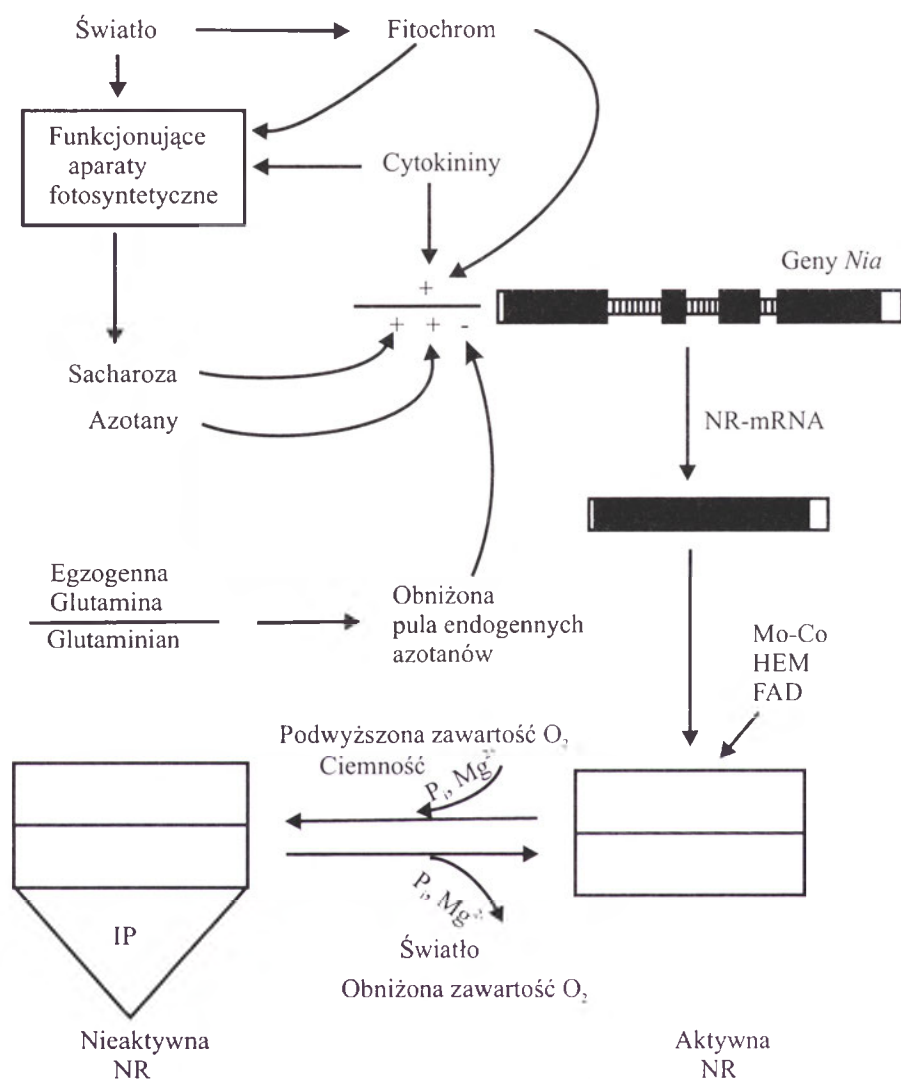 Światło
Fitochrom
Funkcjonujące
aparaty
fotosyntetyczne
Cytokininy
+
+ + -
Geny Nia
Sacharoza
Azotany
NR-mRNA
Egzogenna
Glutamina
Glutaminian
Obniżona
pula endogennych
azotanów
Mo-Co
HEM
FAD
Podwyższona zawartość O₂
Ciemność
Pᵢ, Mg²⁺
Pᵢ, Mg²⁺
Światło
Obniżona zawartość O₂
IP
Nieaktywna
NR
Aktywna
NR